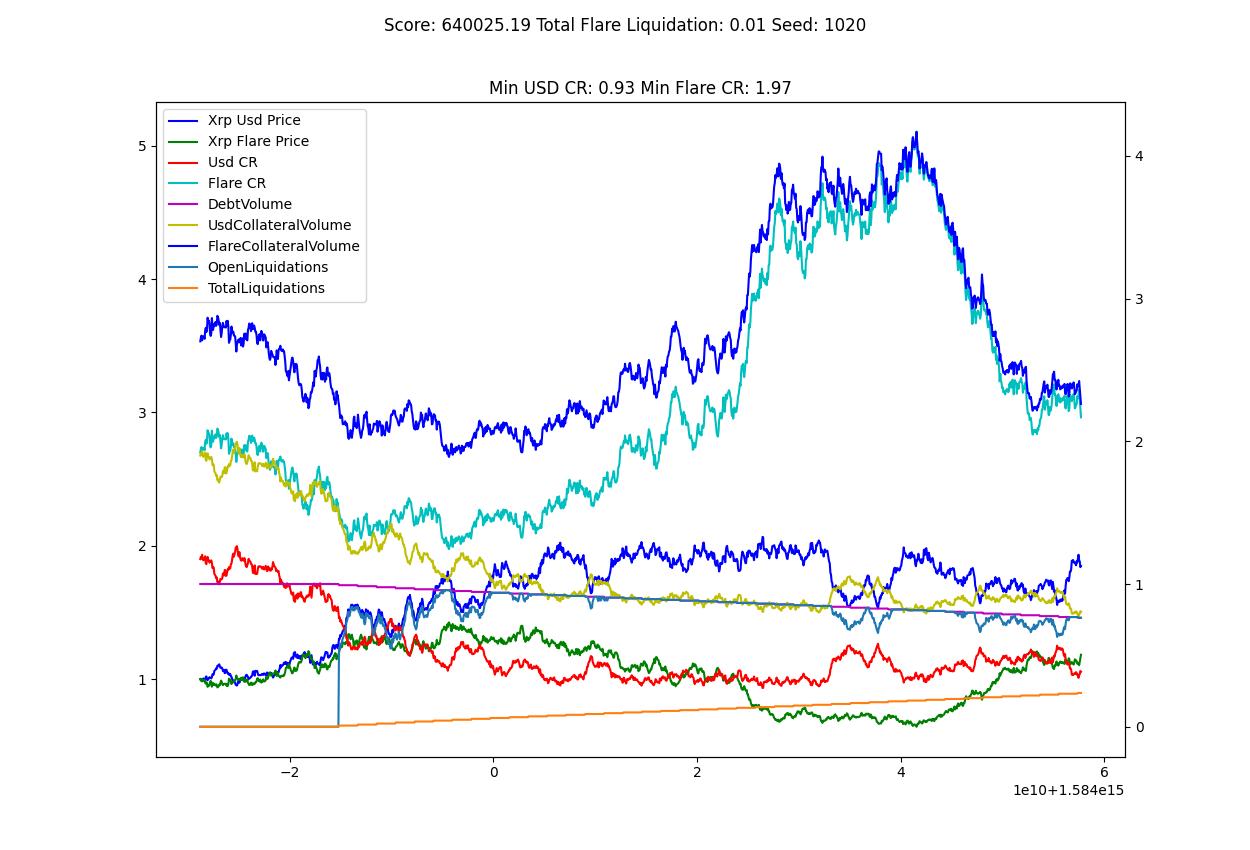 Score: 640025.19 Total Flare Liquidation: 0.01 Seed: 1020
Min USD CR: 0.93 Min Flare CR: 1.97
Xrp Usd Price
Xrp Flare Price
Usd CR
Flare CR
DebtVolume
UsdCollateralVolume
FlareCollateralVolume
OpenLiquidations
TotalLiquidations
5
4
3
2
1
4
3
2
1
0
−2
0
2
4
6
1e10+1.584e15